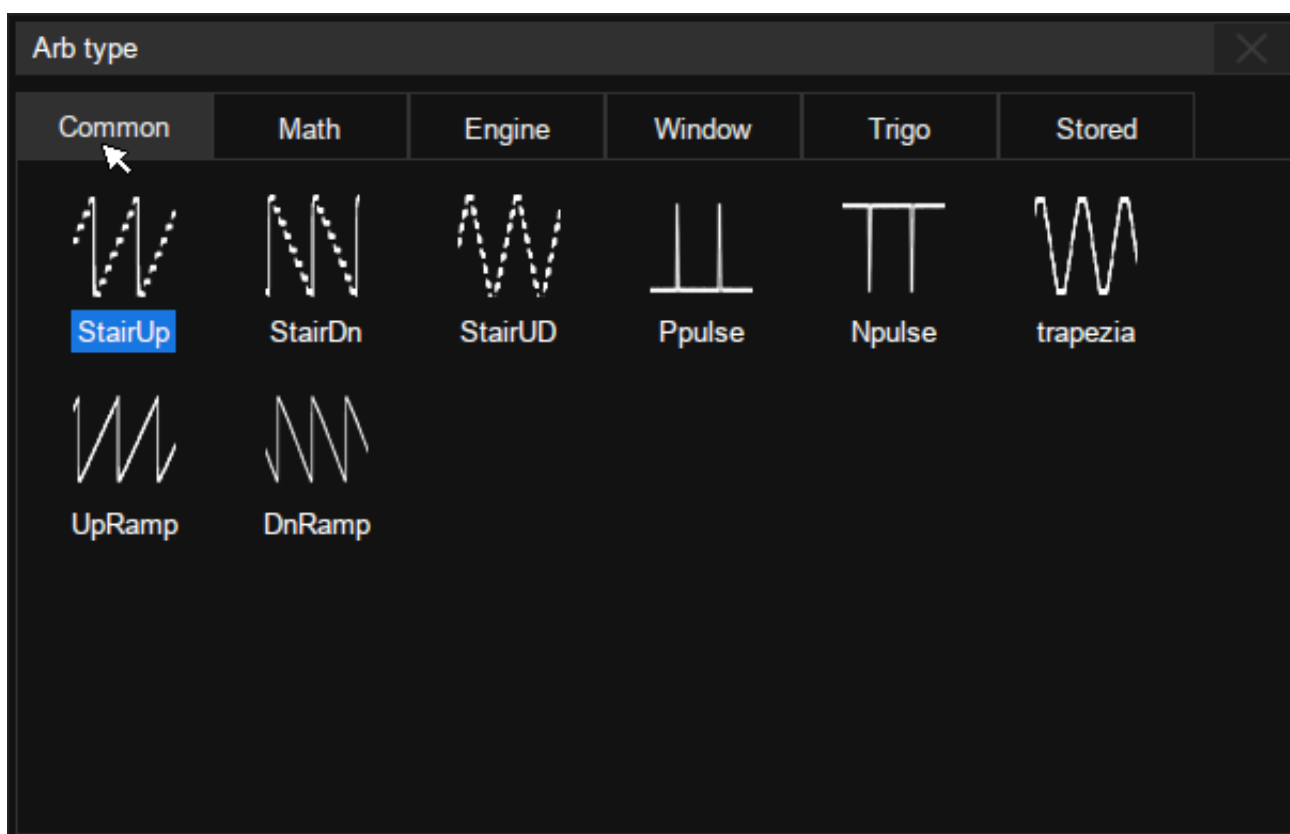 Arb type
Common Math Engine Window Trigo Stored
StairUp StairDn StairUD Ppulse Npulse trapezia
UpRamp DnRamp